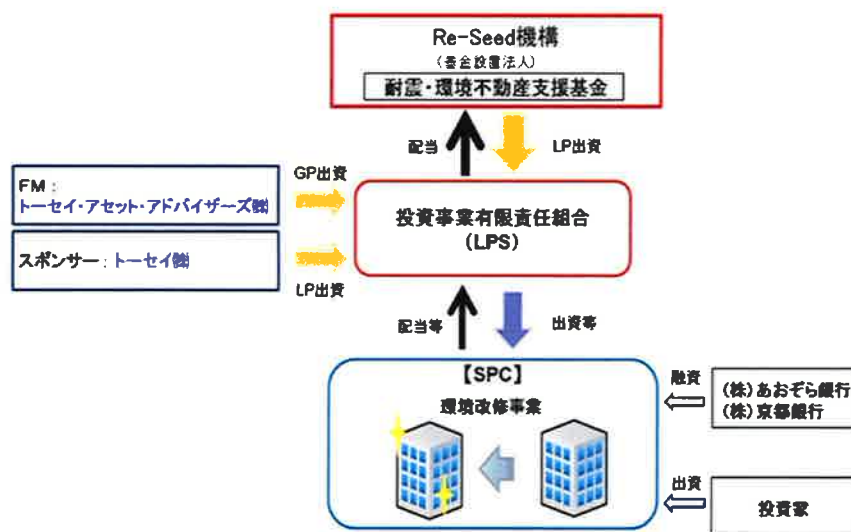 Re-Seed機構
(基金設置法人)
耐震・環境不動産支援基金
配当
LP出資
FM：
トーセイ・アセット・アドバイザーズ㈱
GP出資
投資事業有限責任組合
(LPS)
スポンサー：トーセイ㈱
LP出資
配当等
出資等
【SPC】
環境改修事業
融資
(株)あおぞら銀行
(株)京都銀行
出資
投資家